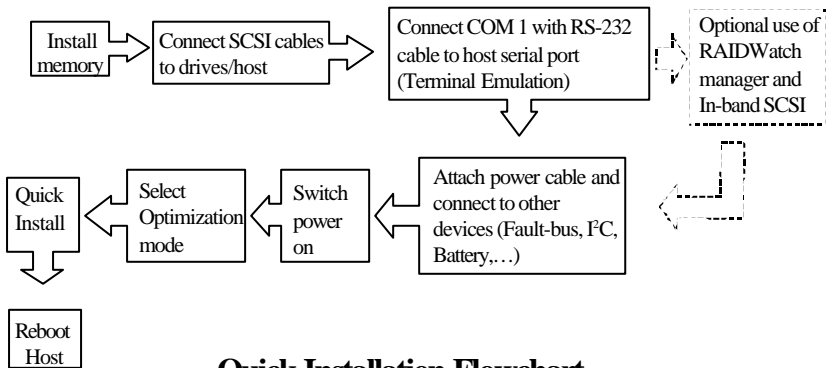 Install
memory
Connect SCSI cables
to drives/host
Connect COM 1 with RS-232
cable to host serial port
(Terminal Emulation)
Optional use of
RAIDWatch
manager and
In-band SCSI
Quick
Install
Select
Optimization
mode
Switch
power
on
Attach power cable and
connect to other
devices (Fault-bus, I²C,
Battery,…)
Reboot
Host
Quick Installation Flowchart